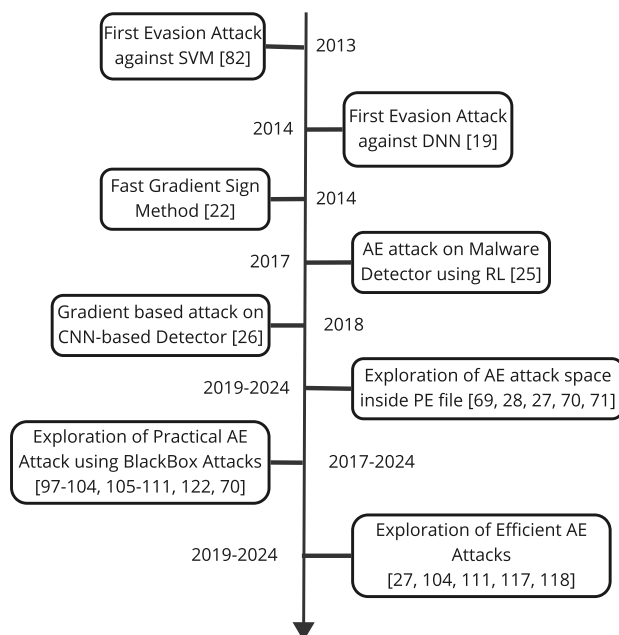 First Evasion Attack
against SVM [82]
2013
2014
First Evasion Attack
against DNN [19]
Fast Gradient Sign
Method [22]
2014
2017
AE attack on Malware
Detector using RL [25]
Gradient based attack on
CNN-based Detector [26]
2018
2019-2024
Exploration of AE attack space
inside PE file [69, 28, 27, 70, 71]
Exploration of Practical AE
Attack using BlackBox Attacks
[97-104, 105-111, 122, 70]
2017-2024
2019-2024
Exploration of Efficient AE
Attacks
[27, 104, 111, 117, 118]